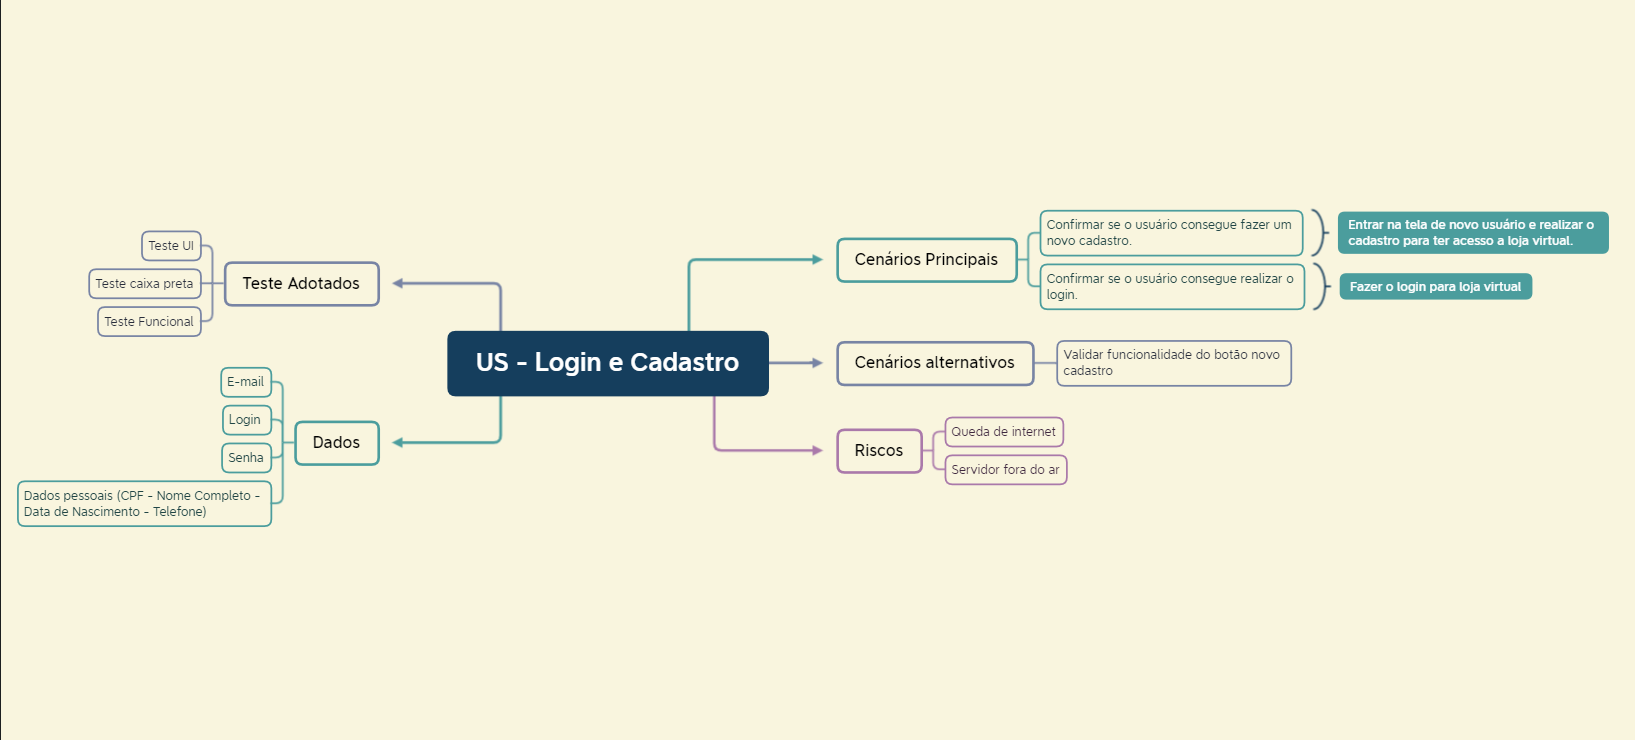 US - Login e Cadastro
Teste Adotados
Teste UI
Teste caixa preta
Teste Funcional
Dados
E-mail
Login
Senha
Dados pessoais (CPF - Nome Completo -
Data de Nascimento - Telefone)
Cenários Principais
Confirmar se o usuário consegue fazer um
novo cadastro.
Entrar na tela de novo usuário e realizar o
cadastro para ter acesso a loja virtual.
Confirmar se o usuário consegue realizar o
login.
Fazer o login para loja virtual
Cenários alternativos
Validar funcionalidade do botão novo
cadastro
Riscos
Queda de internet
Servidor fora do ar